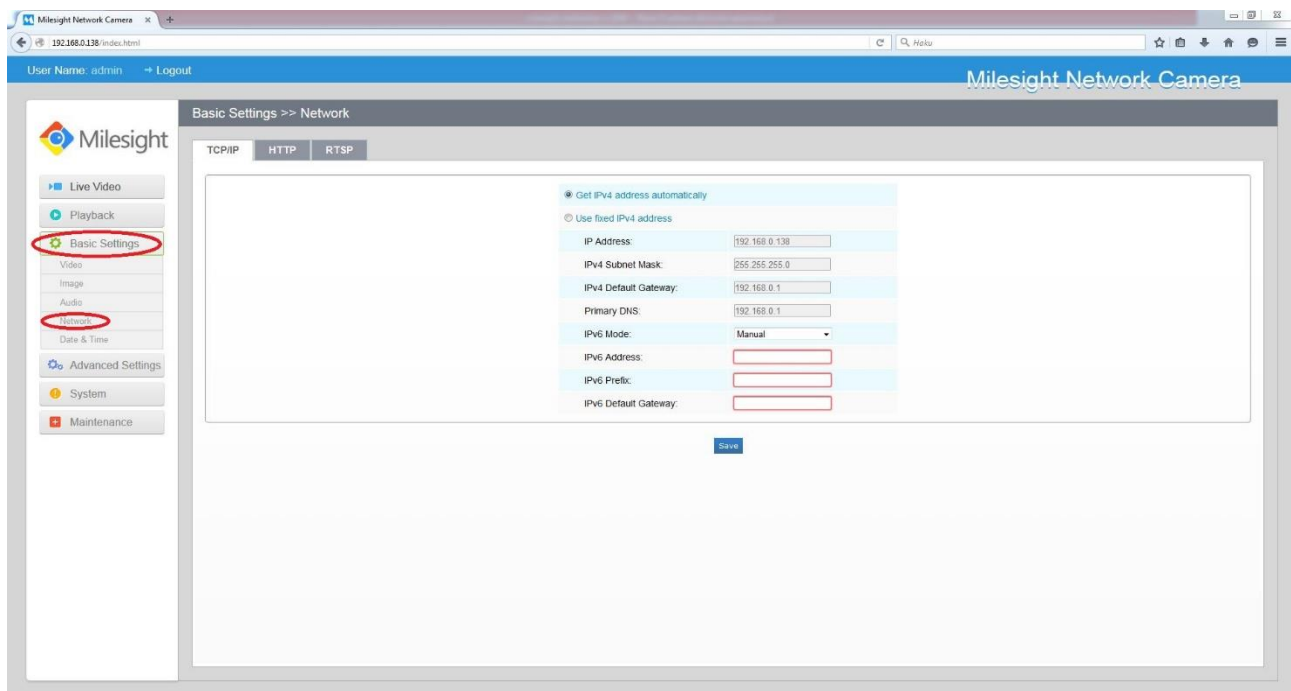 Milesight Network Camera
192.168.0.138/index.html
Haku
User Name: admin → Logout
Milesight Network Camera
Milesight
Basic Settings >> Network
TCP/IP HTTP RTSP
Live Video
Playback
Basic Settings
Video
Image
Audio
Network
Date & Time
Advanced Settings
System
Maintenance
Get IPv4 address automatically
Use fixed IPv4 address
IP Address: 192.168.0.138
IPv4 Subnet Mask: 255.255.255.0
IPv4 Default Gateway: 192.168.0.1
Primary DNS: 192.168.0.1
IPv6 Mode: Manual
IPv6 Address:
IPv6 Prefix:
IPv6 Default Gateway:
Save